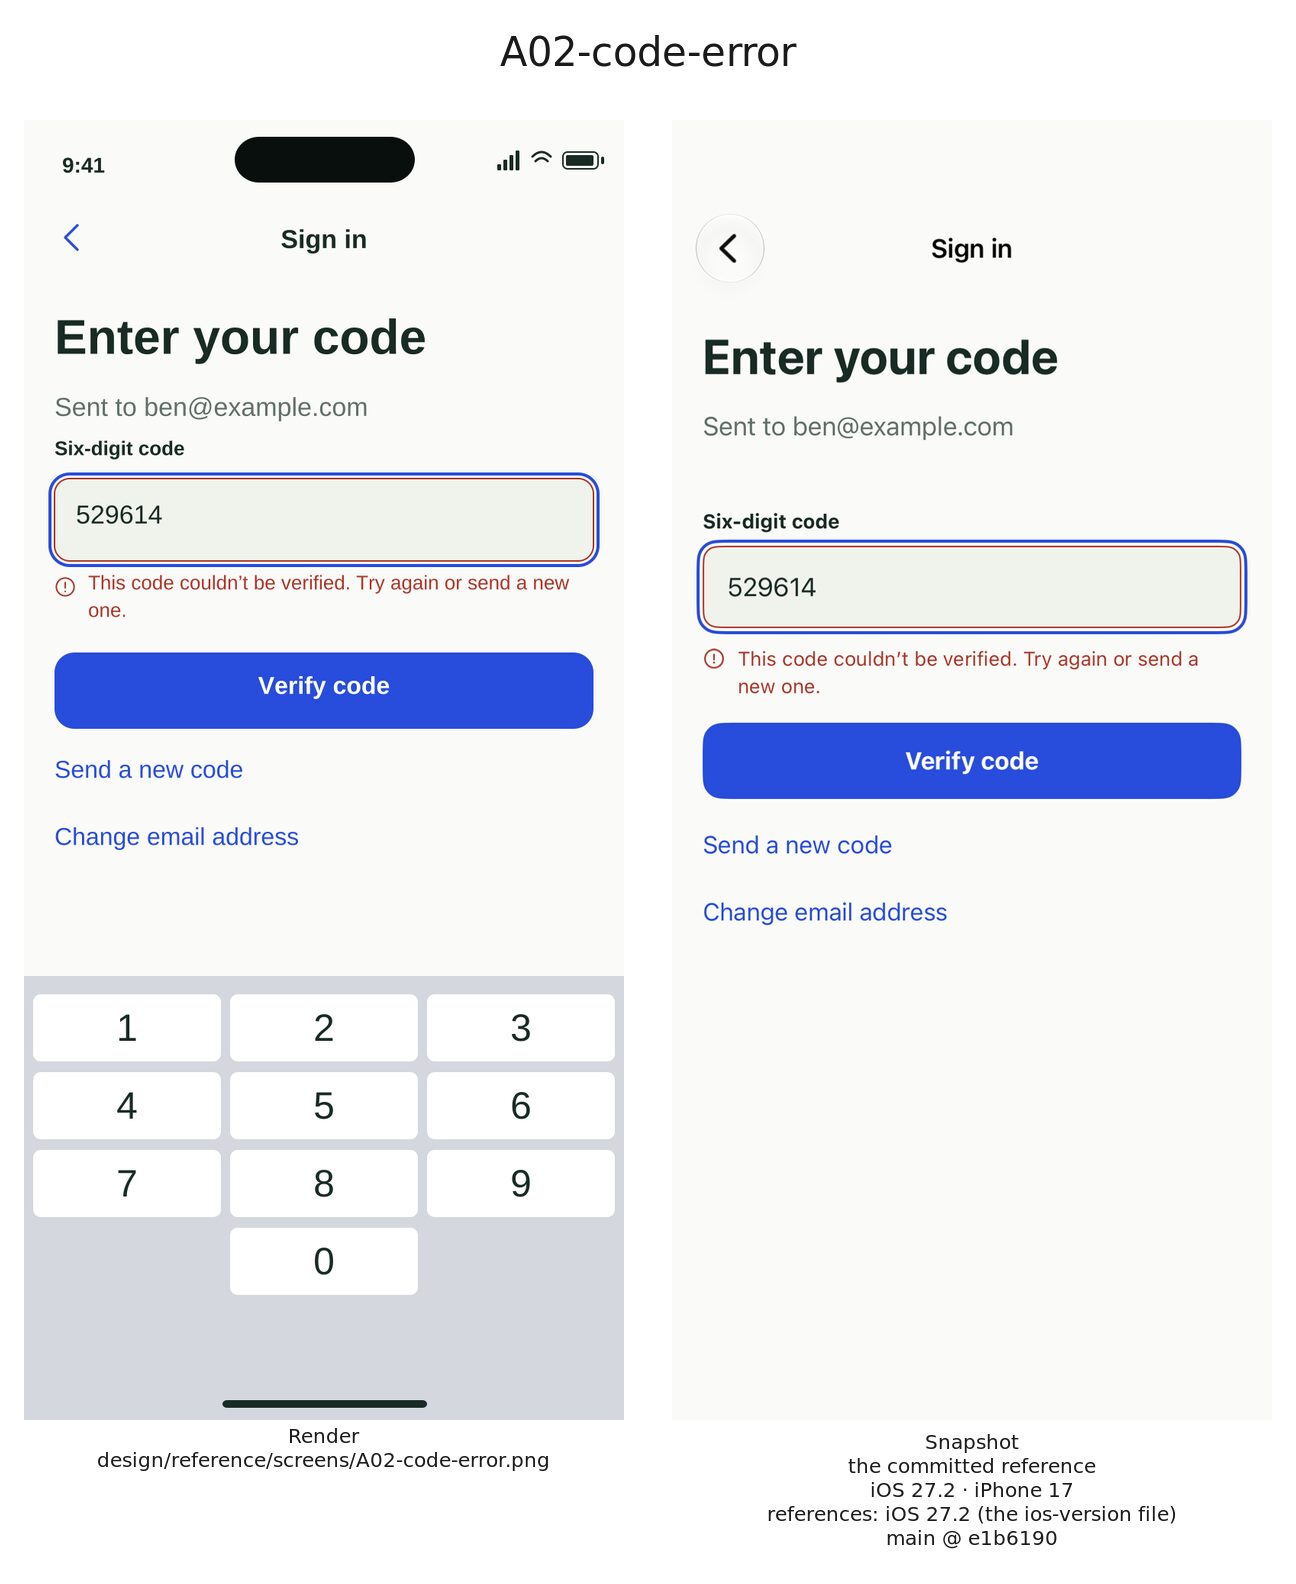 A02-code-error
9:41
Sign in
Enter your code
Sent to ben@example.com
Six-digit code
529614
This code couldn’t be verified. Try again or send a new
one.
Verify code
Send a new code
Change email address
1 2 3
4 5 6
7 8 9
0
Render
design/reference/screens/A02-code-error.png
Sign in
Enter your code
Sent to ben@example.com
Six-digit code
529614
This code couldn’t be verified. Try again or send a
new one.
Verify code
Send a new code
Change email address
Snapshot
the committed reference
iOS 27.2 · iPhone 17
references: iOS 27.2 (the ios-version file)
main @ e1b6190